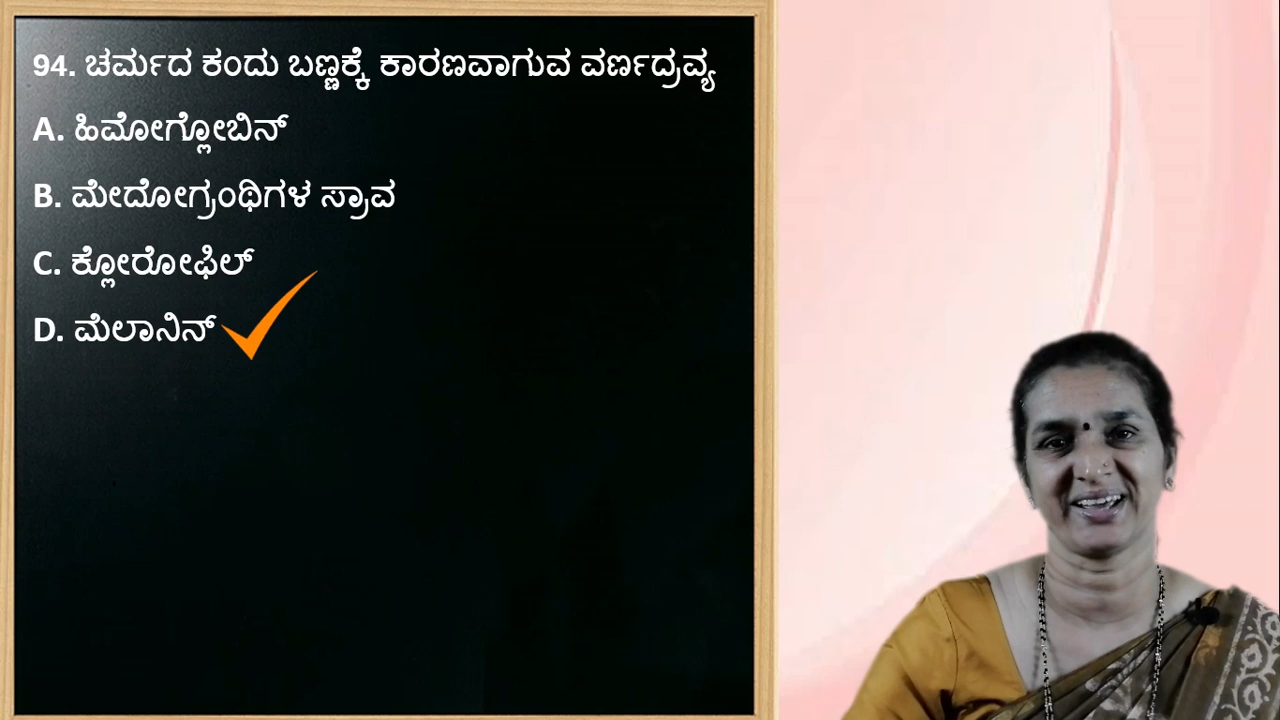 94. ಚರ್ಮದ ಕಂದು ಬಣ್ಣಕ್ಕೆ ಕಾರಣವಾಗುವ ವರ್ಣದ್ರವ್ಯ
A. ಹಿಮೋಗ್ಲೋಬಿನ್
B. ಮೇದೋಗ್ರಂಥಿಗಳ ಸ್ರಾವ
C. ಕ್ಲೋರೋಫಿಲ್
D. ಮೆಲಾನಿನ್